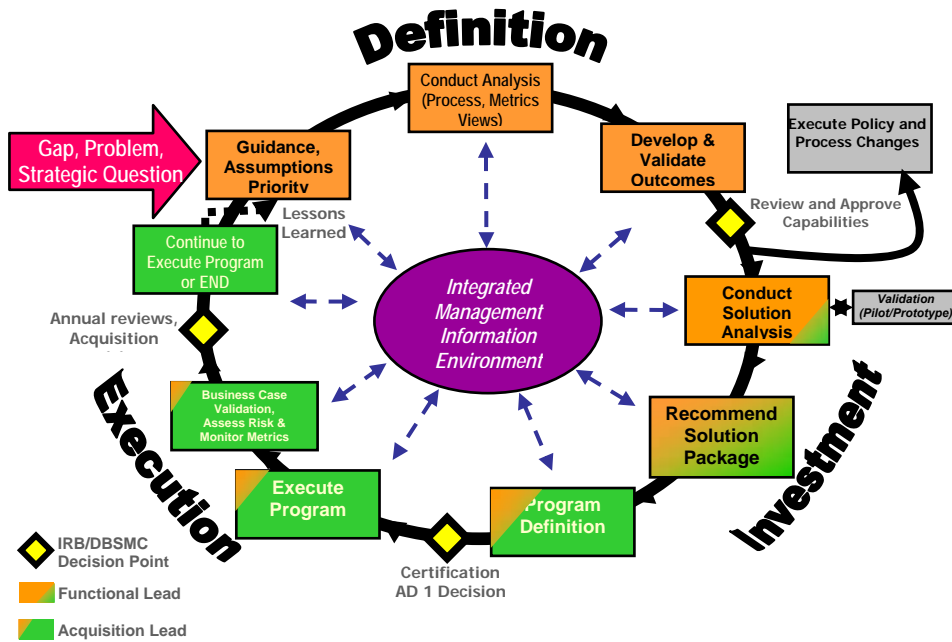 Definition
Conduct Analysis
(Process, Metrics
Views)
Gap, Problem,
Strategic Question
Guidance,
Assumptions
Priority
Develop &
Validate
Outcomes
Execute Policy and
Process Changes
Review and Approve
Capabilities
Lessons
Learned
Continue to
Execute Program
or END
Integrated
Management
Information
Environment
Conduct
Solution
Analysis
Validation
(Pilot/Prototype)
Annual reviews,
Acquisition
Business Case
Validation,
Assess Risk &
Monitor Metrics
Recommend
Solution
Package
Execution
Investment
Execute
Program
Program
Definition
Certification
AD 1 Decision
IRB/DBSMC
Decision Point
Functional Lead
Acquisition Lead